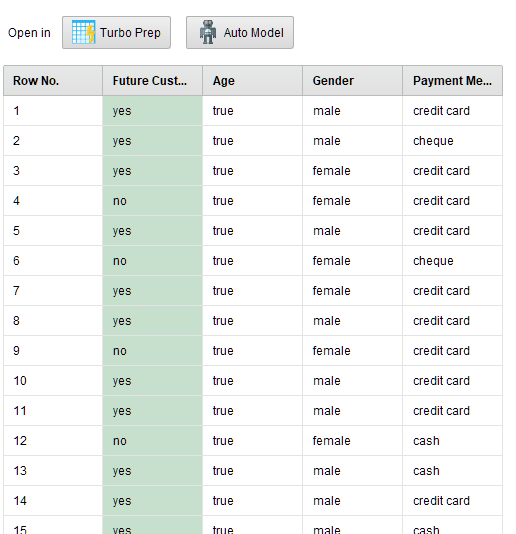 Open in Turbo Prep Auto Model
Row No. Future Cust... Age Gender Payment Me...
1 yes true male credit card
2 yes true male cheque
3 yes true female credit card
4 no true female credit card
5 yes true male credit card
6 no true female cheque
7 yes true female credit card
8 yes true male credit card
9 no true female credit card
10 yes true male credit card
11 yes true male credit card
12 no true female cash
13 yes true male cash
14 yes true male credit card
15 yes true male cash